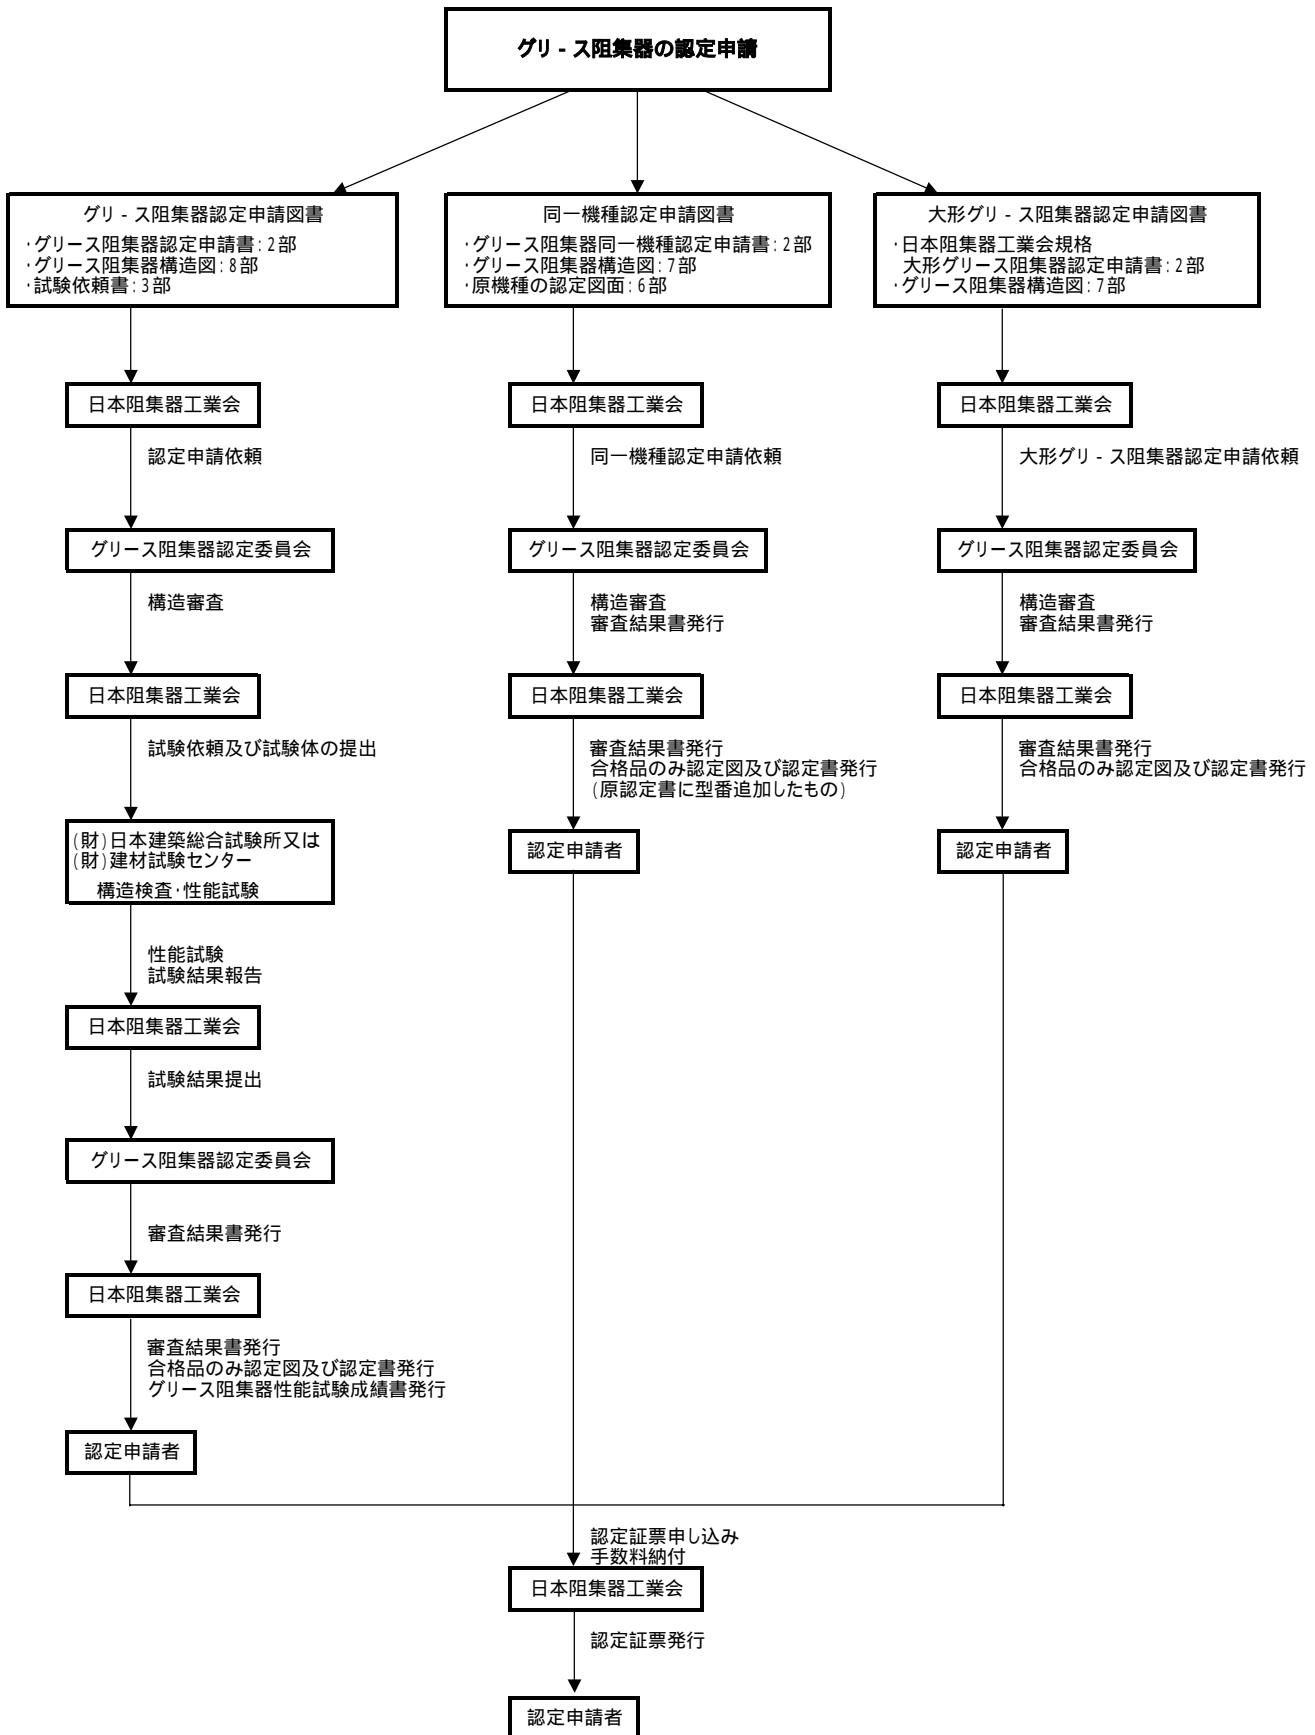 グリ - ス阻集器の認定申請
グリ - ス阻集器認定申請図書
･グリース阻集器認定申請書：2部
･グリース阻集器構造図：8部
･試験依頼書：3部
日本阻集器工業会
認定申請依頼
グリース阻集器認定委員会
構造審査
日本阻集器工業会
試験依頼及び試験体の提出
(財)日本建築総合試験所又は
(財)建材試験センター
構造検査･性能試験
性能試験
試験結果報告
日本阻集器工業会
試験結果提出
グリース阻集器認定委員会
審査結果書発行
日本阻集器工業会
審査結果書発行
合格品のみ認定図及び認定書発行
グリース阻集器性能試験成績書発行
認定申請者
同一機種認定申請図書
･グリース阻集器同一機種認定申請書：2部
･グリース阻集器構造図：7部
･原機種の認定図面：6部
日本阻集器工業会
同一機種認定申請依頼
グリース阻集器認定委員会
構造審査
審査結果書発行
日本阻集器工業会
審査結果書発行
合格品のみ認定図及び認定書発行
(原認定書に型番追加したもの)
認定申請者
大形グリ - ス阻集器認定申請図書
･日本阻集器工業会規格
大形グリース阻集器認定申請書：2部
･グリース阻集器構造図：7部
日本阻集器工業会
大形グリ - ス阻集器認定申請依頼
グリース阻集器認定委員会
構造審査
審査結果書発行
日本阻集器工業会
審査結果書発行
合格品のみ認定図及び認定書発行
認定申請者
認定証票申し込み
手数料納付
日本阻集器工業会
認定証票発行
認定申請者